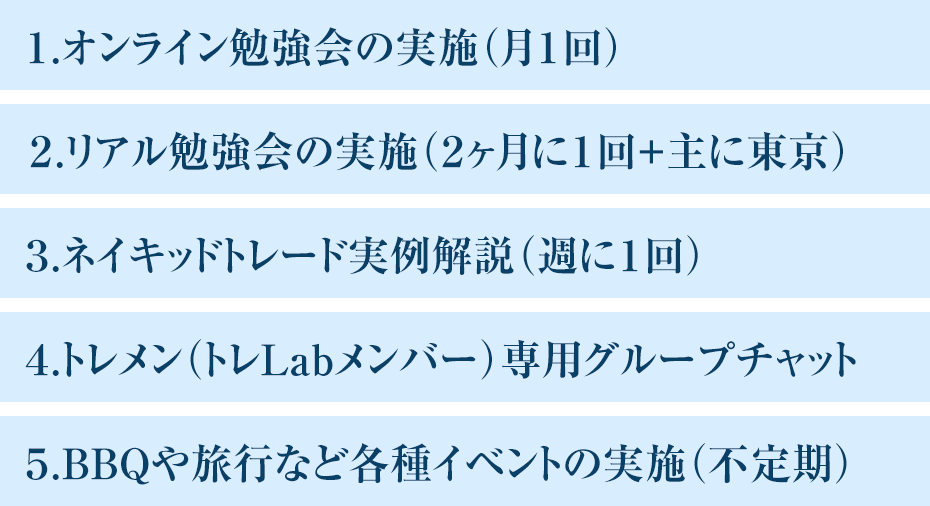 1.オンライン勉強会の実施（月1回）
2.リアル勉強会の実施（2ヶ月に1回+主に東京）
3.ネイキッドトレード実例解説（週に1回）
4.トレメン（トレLabメンバー）専用グループチャット
5.BBQや旅行など各種イベントの実施（不定期）